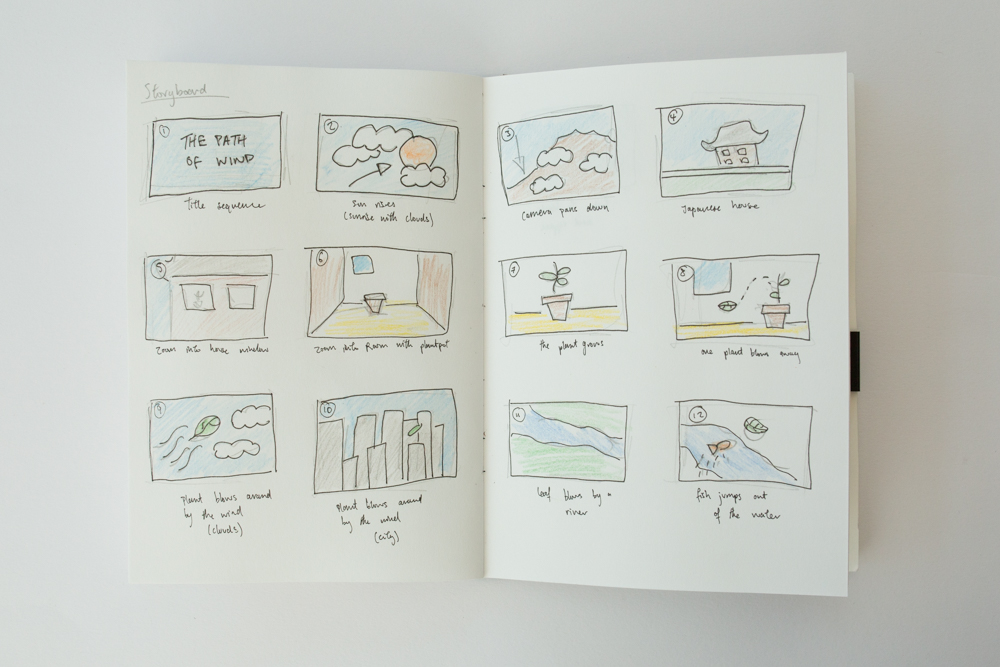 Storyboard
1
THE PATH
OF WIND
Title sequence
2
Sun rises
(sunrise with clouds)
3
Camera pans down
4
Japanese house
5
Zoom into house window
6
Zoom into Room with plantpot
7
the plant grows
8
one plant blows away
9
plant blows around
by the wind
(clouds)
10
plant blows around
by the wind
(city)
11
leaf blows by a
river
12
fish jumps out
of the water